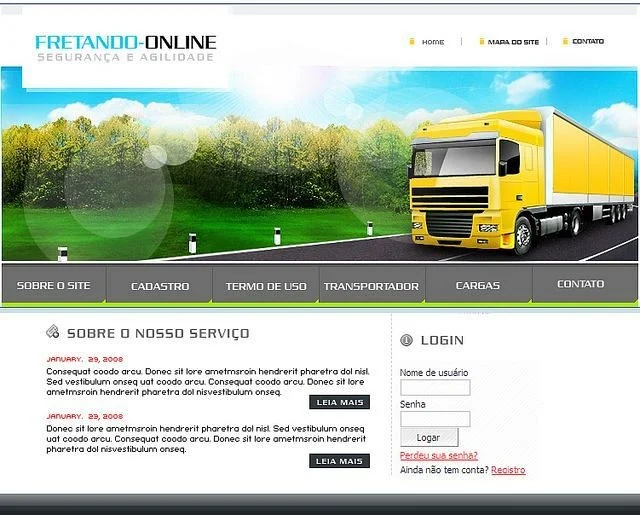 FRETANDO-ONLINE
SEGURANÇA E AGILIDADE
HOME
MAPA DO SITE
CONTATO
SOBRE O SITE
CADASTRO
TERMO DE USO
TRANSPORTADOR
CARGAS
CONTATO
SOBRE O NOSSO SERVIÇO
JANUARY. 29, 2008
Consequat coodo arcu. Donec sit lore ametmsroin hendrerit pharetra dol nisl.
Sed vestibulum onseq uat coodo arcu. Consequat coodo arcu. Donec sit lore
ametmsroin hendrerit pharetra dol nisvestibulum onseq.
LEIA MAIS
JANUARY. 29, 2008
Donec sit lore ametmsroin hendrerit pharetra dol nisl. Sed vestibulum onseq
uat coodo arcu. Consequat coodo arcu. Donec sit lore ametmsroin hendrerit
pharetra dol nisvestibulum onseq.
LEIA MAIS
LOGIN
Nome de usuário
Senha
Logar
Perdeu sua senha?
Ainda não tem conta? Registro